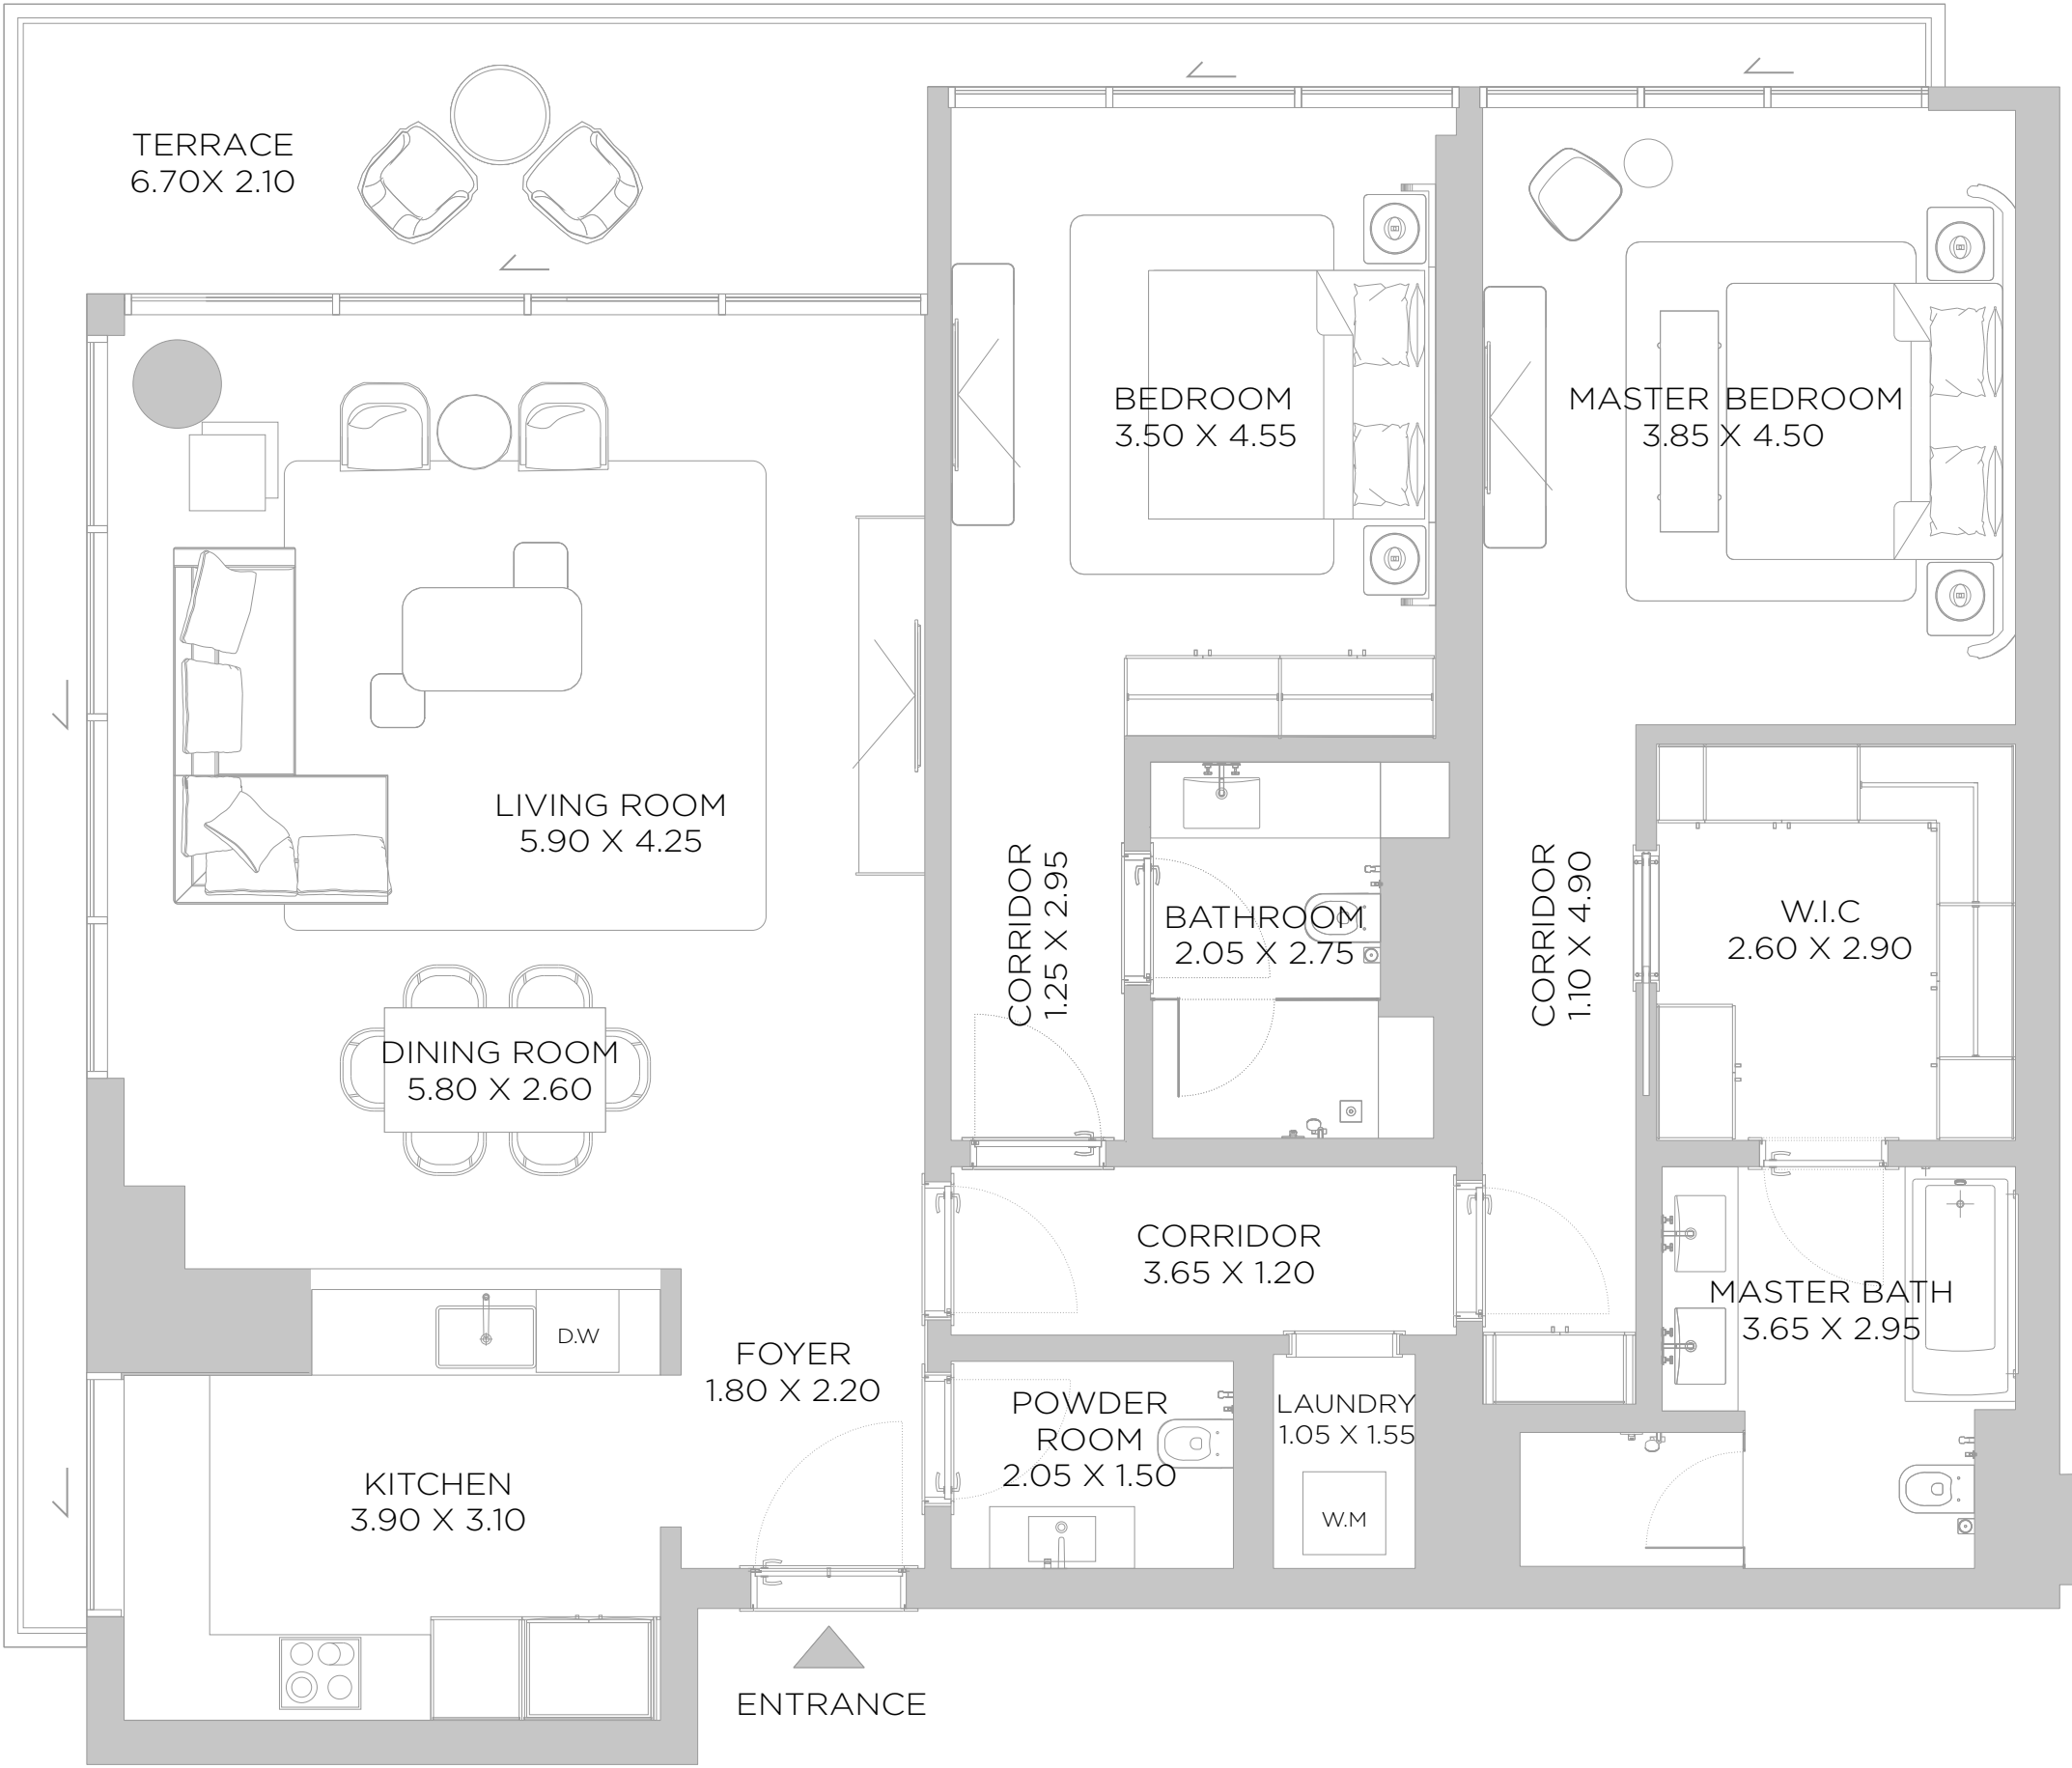 TERRACE
6.70X 2.10
BEDROOM
3.50 X 4.55
MASTER BEDROOM
3.85 X 4.50
LIVING ROOM
5.90 X 4.25
CORRIDOR
1.25 X 2.95
BATHROOM
2.05 X 2.75
CORRIDOR
1.10 X 4.90
W.I.C
2.60 X 2.90
DINING ROOM
5.80 X 2.60
CORRIDOR
3.65 X 1.20
MASTER BATH
3.65 X 2.95
D.W
FOYER
1.80 X 2.20
POWDER
ROOM
2.05 X 1.50
LAUNDRY
1.05 X 1.55
W.M
KITCHEN
3.90 X 3.10
ENTRANCE